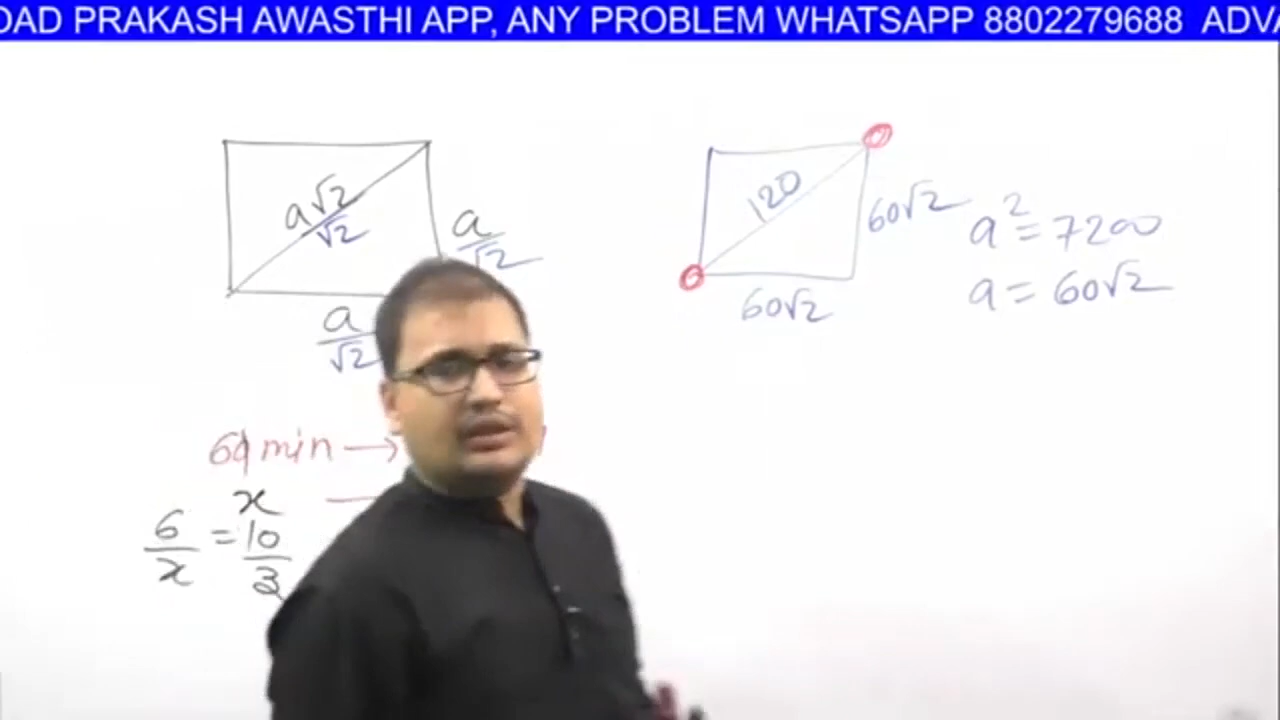 OAD PRAKASH AWASTHI APP, ANY PROBLEM WHATSAPP 8802279688 ADVA
a√2
√2
a
√2
a
√2
120
60√2
60√2
a² = 7200
a = 60√2
min →
x
6/x = 10/3